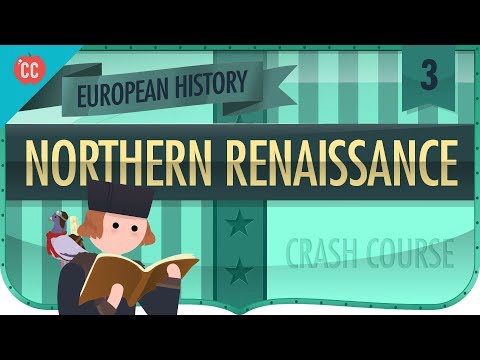 CC
EUROPEAN HISTORY
3
NORTHERN RENAISSANCE
CRASH COURSE